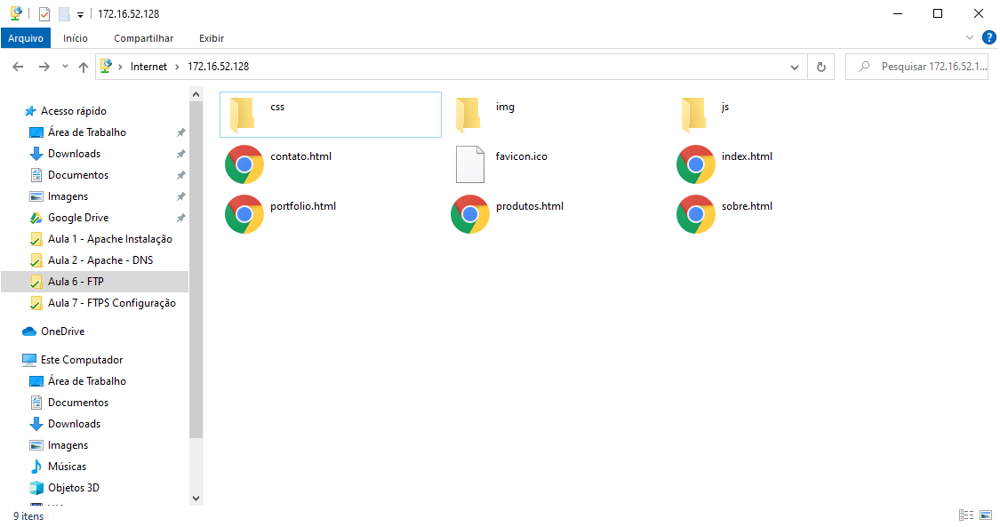 172.16.52.128
Arquivo Início Compartilhar Exibir
Internet 172.16.52.128
Pesquisar 172.16.52.1...
Acesso rápido
Área de Trabalho
Downloads
Documentos
Imagens
Google Drive
Aula 1 - Apache Instalação
Aula 2 - Apache - DNS
Aula 6 - FTP
Aula 7 - FTPS Configuração
OneDrive
Este Computador
Área de Trabalho
Documentos
Downloads
Imagens
Músicas
Objetos 3D
css img js
contato.html favicon.ico index.html
portfolio.html produtos.html sobre.html
9 itens